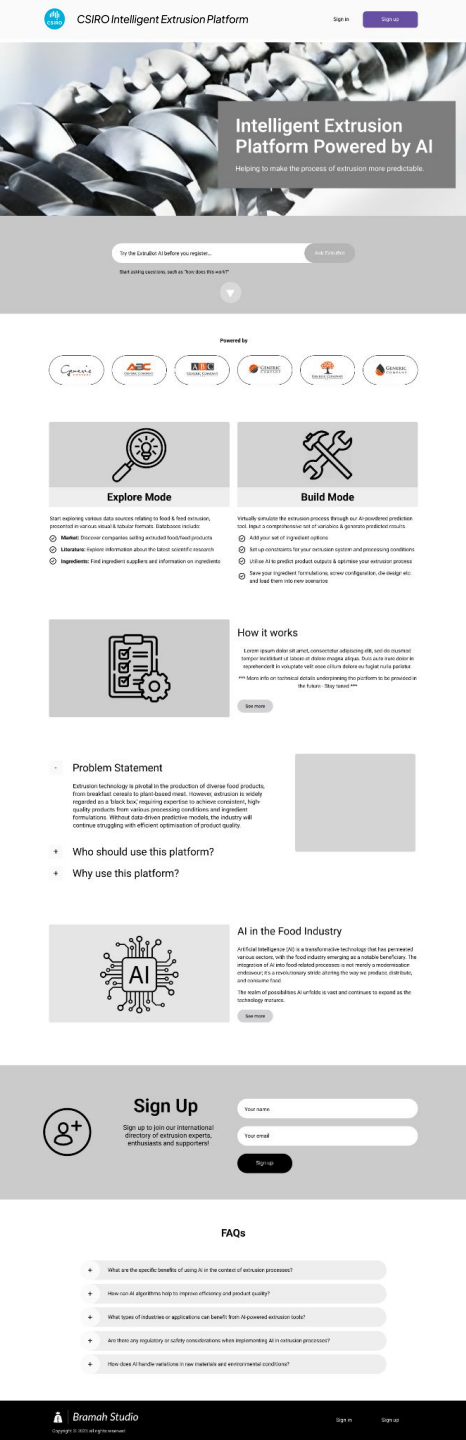 CSIRO
CSIRO Intelligent Extrusion Platform
Sign in
Sign up
Intelligent Extrusion
Platform Powered by AI
Helping to make the process of extrusion more predictable.
Try the ExtruBot AI before you register...
Ask ExtruBot
Start asking questions, such as "how does this work?"
Powered by
Generic
COMPANY
ABC
GENERIC COMPANY
ABC
GENERIC COMPANY
GENERIC
COMPANY
GENERIC COMPANY
GENERIC
COMPANY
Explore Mode
Start exploring various data sources relating to food & feed extrusion,
presented in various visual & tabular formats. Databases include:
Market: Discover companies selling extruded food/feed products
Literature: Explore information about the latest scientific research
Ingredients: Find ingredient suppliers and information on ingredients
Build Mode
Virtually simulate the extrusion process through our AI-powdered prediction
tool. Input a comprehensive set of variables & generate predicted results.
Add your set of ingredient options
Set up constraints for your extrusion system and processing conditions
Utilise AI to predict product outputs & optimise your extrusion process
Save your ingredient formulations, screw configuration, die design etc.
and load them into new scenarios
How it works
Lorem ipsum dolor sit amet, consectetur adipiscing elit, sed do eiusmod
tempor incididunt ut labore et dolore magna aliqua. Duis aute irure dolor in
reprehenderit in voluptate velit esse cillum dolore eu fugiat nulla pariatur.
*** More info on technical details underpinning the platform to be provided in
the future - Stay tuned ***
See more
- Problem Statement
Extrusion technology is pivotal in the production of diverse food products,
from breakfast cereals to plant-based meat. However, extrusion is widely
regarded as a 'black box,' requiring expertise to achieve consistent, high-
quality products from various processing conditions and ingredient
formulations. Without data-driven predictive models, the industry will
continue struggling with efficient optimisation of product quality.
+ Who should use this platform?
+ Why use this platform?
AI
AI in the Food Industry
Artificial Intelligence (AI) is a transformative technology that has permeated
various sectors, with the food industry emerging as a notable beneficiary. The
integration of AI into food-related processes is not merely a modernisation
endeavour; it's a revolutionary stride altering the way we produce, distribute,
and consume food.
The realm of possibilities AI unfolds is vast and continues to expand as the
technology matures.
See more
Sign Up
Sign up to join our international
directory of extrusion experts,
enthusiasts and supporters!
Your name
Your email
Sign up
FAQs
+ What are the specific benefits of using AI in the context of extrusion processes?
+ How can AI algorithms help to improve efficiency and product quality?
+ What types of industries or applications can benefit from AI-powered extrusion tools?
+ Are there any regulatory or safety considerations when implementing AI in extrusion processes?
+ How does AI handle variations in raw materials and environmental conditions?
Bramah Studio
Copyright © 2023 all rights reserved
Sign in
Sign up